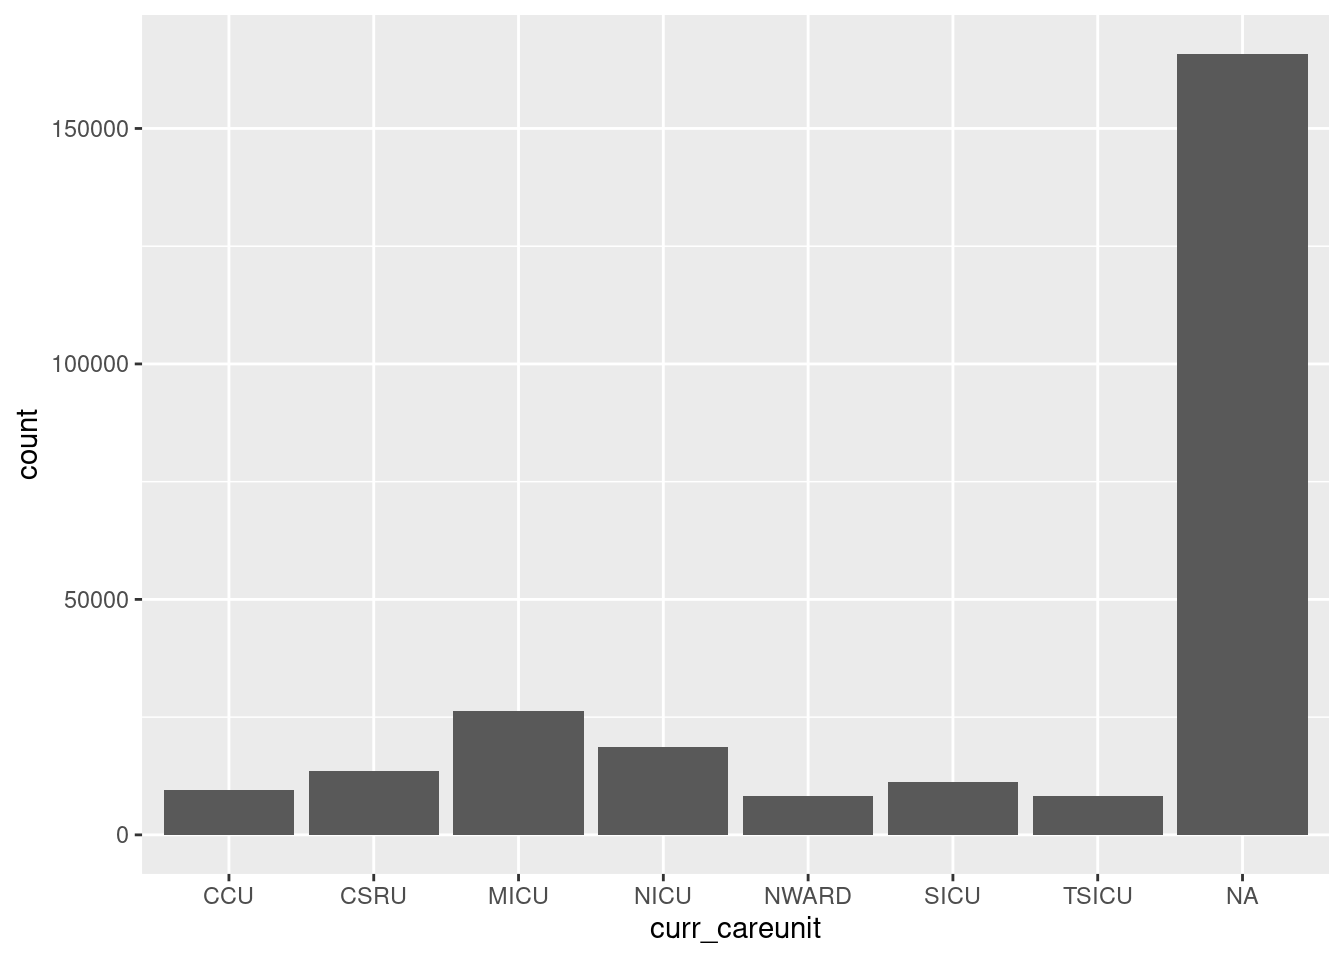 150000
100000
50000
0
count
CCU CSRU MICU NICU NWARD SICU TSICU NA
curr_careunit